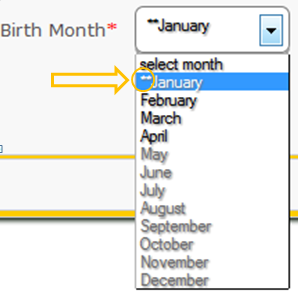 Birth Month* **January
select month
**January
February
March
April
May
June
July
August
September
October
November
December